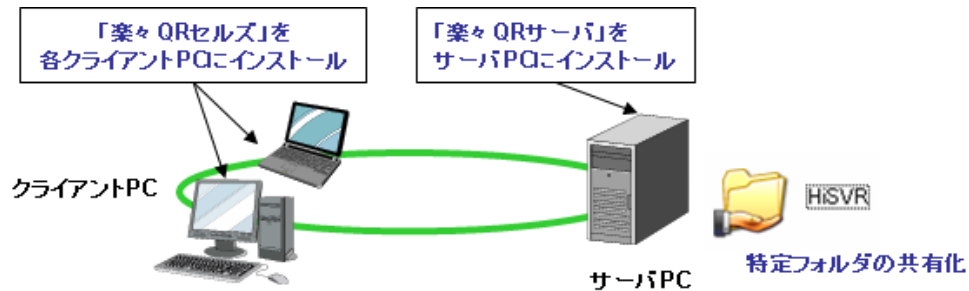 「楽々QRセルズ」を
各クライアントPCにインストール
「楽々QRサーバ」を
サーバPCにインストール
クライアントPC
HiSVR
サーバPC
特定フォルダの共有化